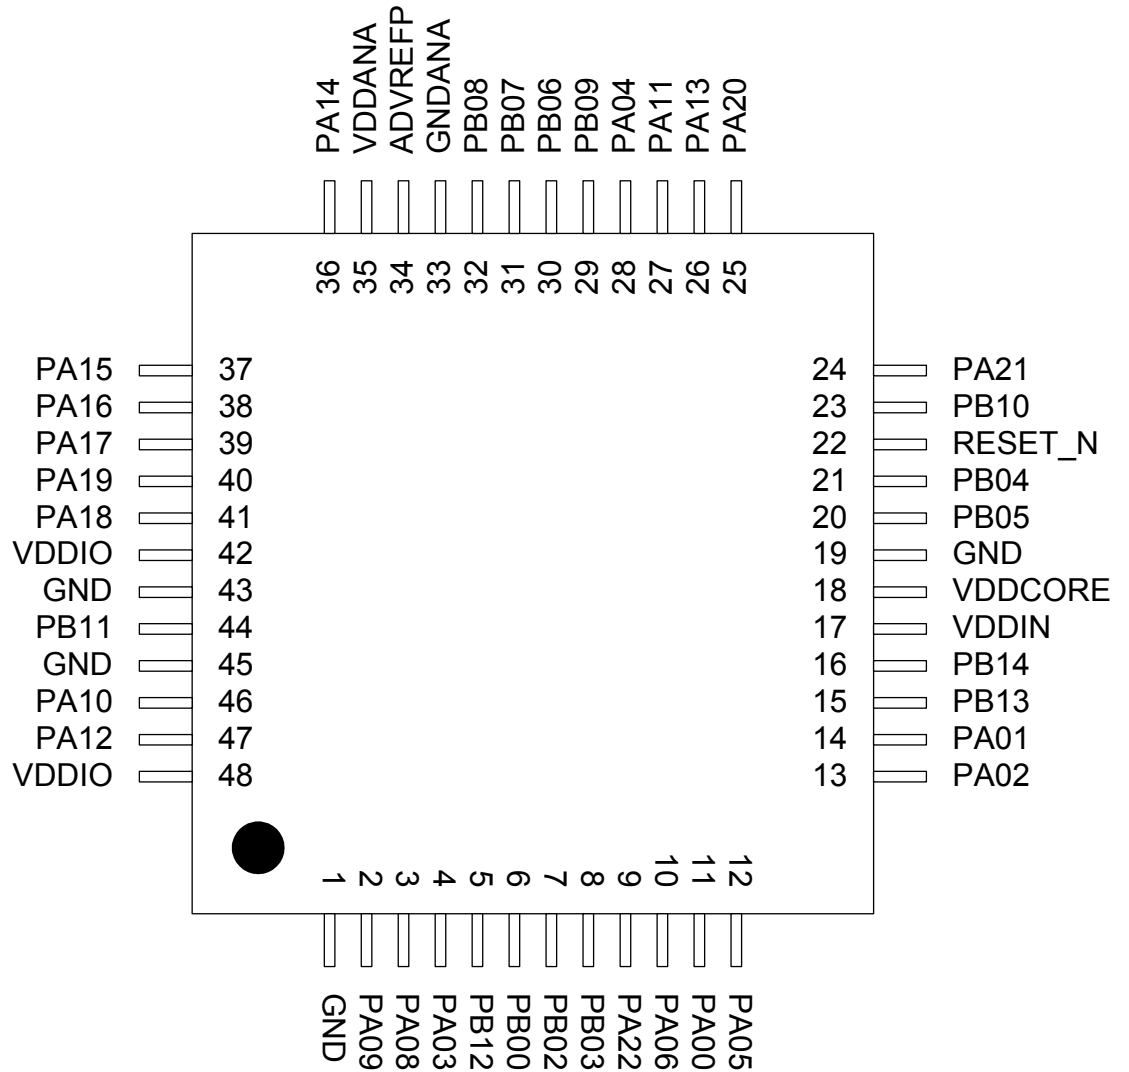 PA14
VDDANA
ADVREFP
GNDANA
PB08
PB07
PB06
PB09
PA04
PA11
PA13
PA20
36
35
34
33
32
31
30
29
28
27
26
25
PA15 37
PA16 38
PA17 39
PA19 40
PA18 41
VDDIO 42
GND 43
PB11 44
GND 45
PA10 46
PA12 47
VDDIO 48
24 PA21
23 PB10
22 RESET_N
21 PB04
20 PB05
19 GND
18 VDDCORE
17 VDDIN
16 PB14
15 PB13
14 PA01
13 PA02
1
2
3
4
5
6
7
8
9
10
11
12
GND
PA09
PA08
PA03
PB12
PB00
PB02
PB03
PA22
PA06
PA00
PA05